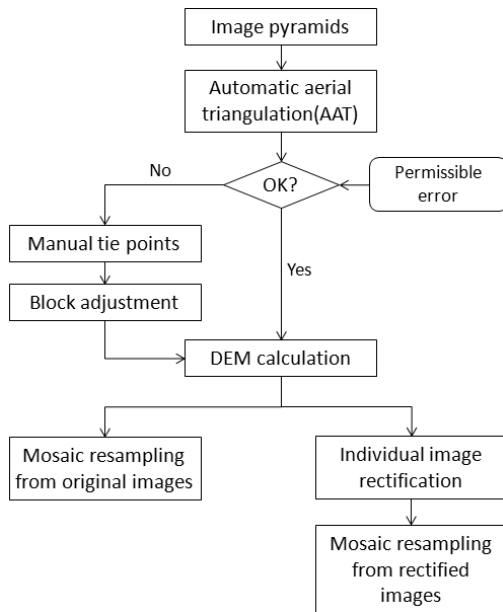 Image pyramids
Automatic aerial
triangulation(AAT)
No
OK?
Permissible
error
Manual tie points
Yes
Block adjustment
DEM calculation
Mosaic resampling
from original images
Individual image
rectification
Mosaic resampling
from rectified
images